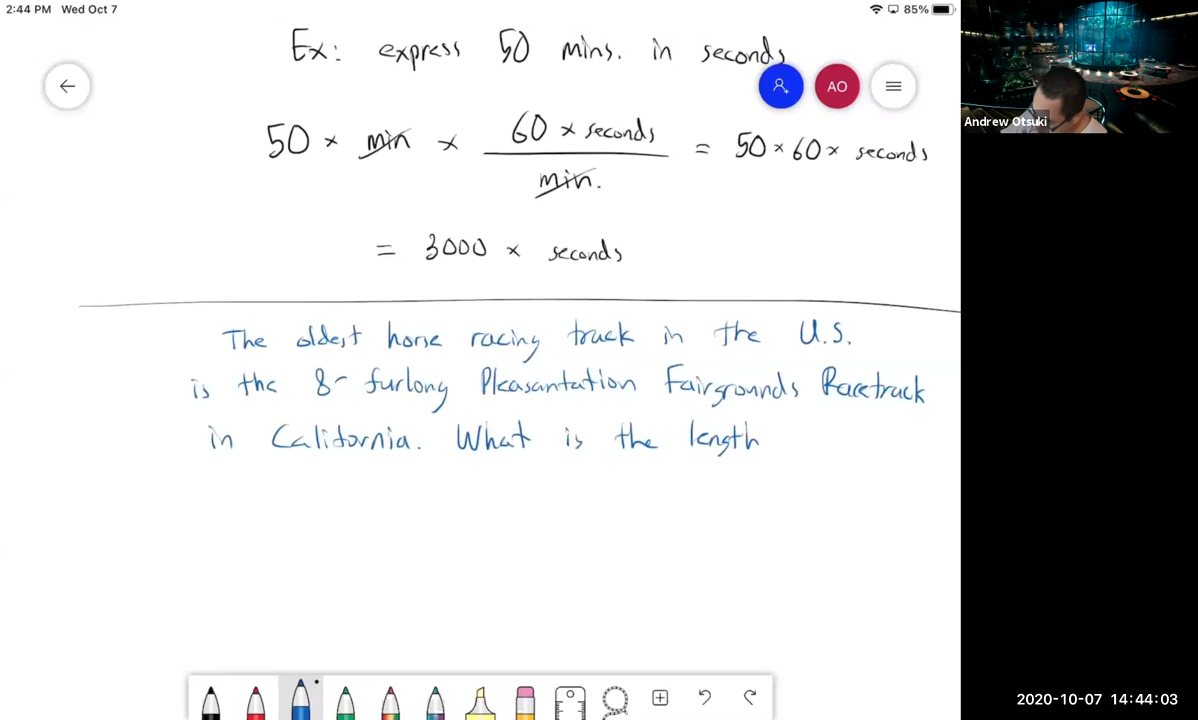 2:44 PM Wed Oct 7
85%
Ex: express 50 mins. in seconds
AO
Andrew Otsuki
50 × min × 60 × seconds / min. = 50 × 60 × seconds
= 3000 × seconds
The oldest horse racing track in the U.S.
is the 8- furlong Pleasantation Fairgrounds Racetrack
in California. What is the length
2020-10-07 14:44:03